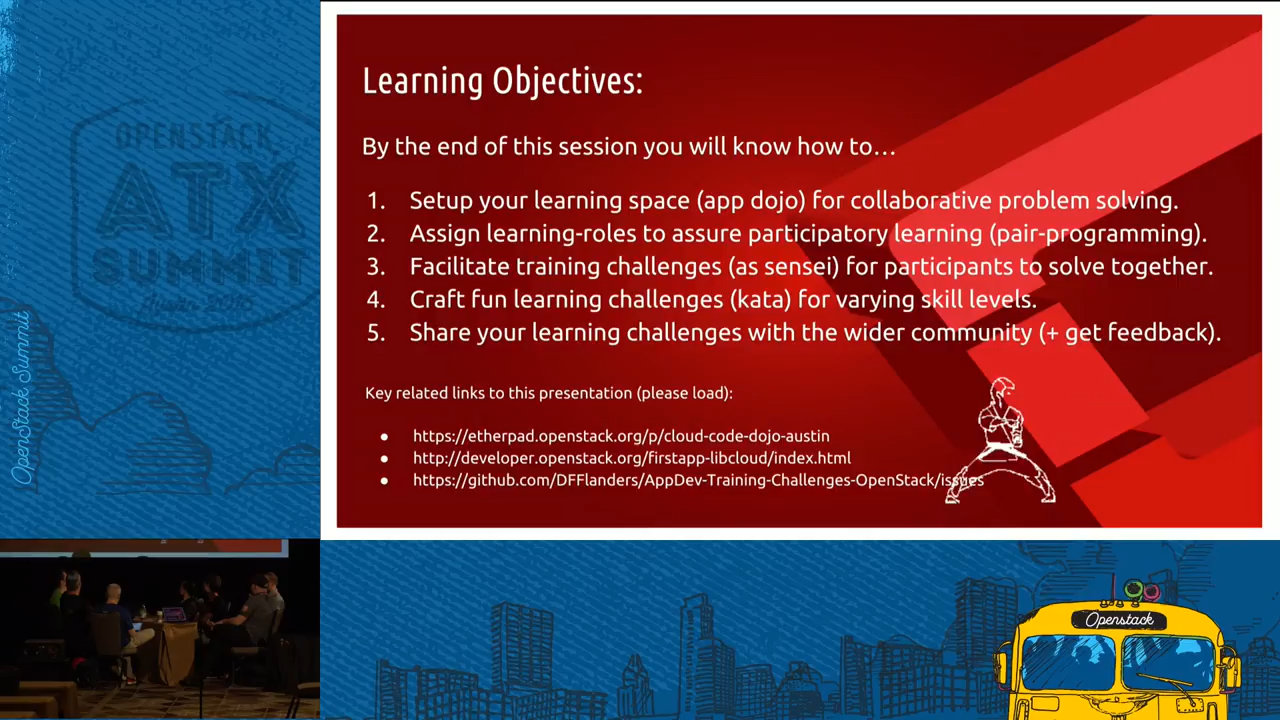 Learning Objectives:
By the end of this session you will know how to...
1. Setup your learning space (app dojo) for collaborative problem solving.
2. Assign learning-roles to assure participatory learning (pair-programming).
3. Facilitate training challenges (as sensei) for participants to solve together.
4. Craft fun learning challenges (kata) for varying skill levels.
5. Share your learning challenges with the wider community (+ get feedback).
Key related links to this presentation (please load):
● https://etherpad.openstack.org/p/cloud-code-dojo-austin
● http://developer.openstack.org/firstapp-libcloud/index.html
● https://github.com/DFFlanders/AppDev-Training-Challenges-OpenStack/issues
OPENSTACK
ATX
SUMMIT
OpenStack Summit
Openstack